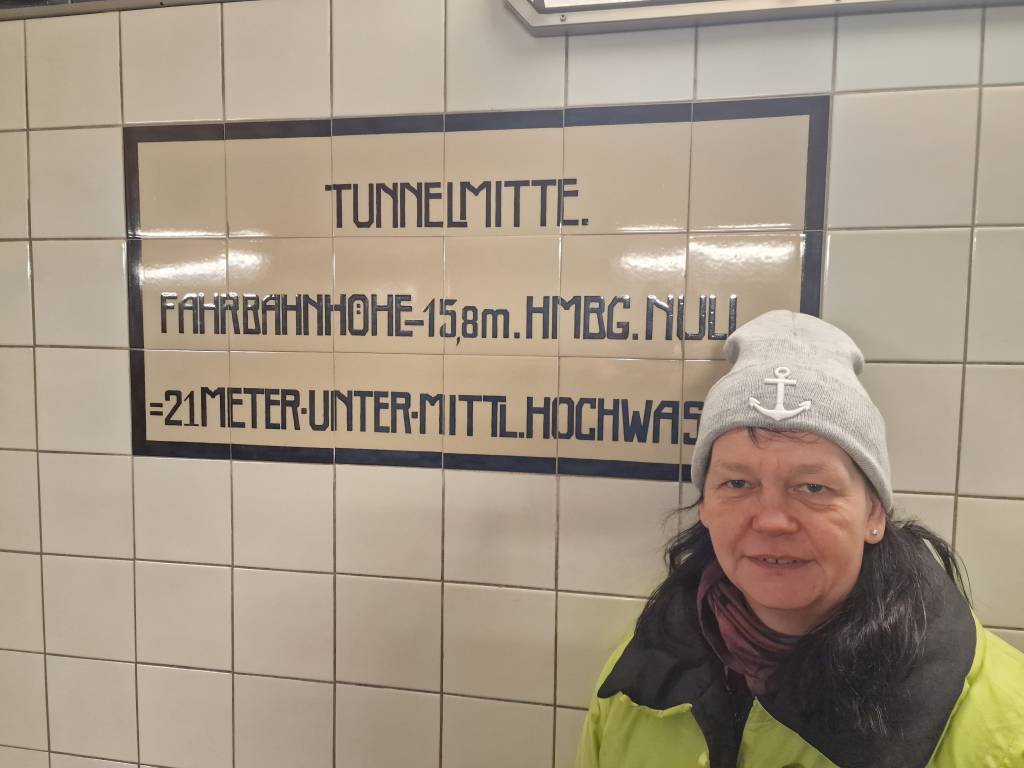 TUNNELMITTE.
FAHRBAHNHÖHE=-15,8m.HMBG.NULL
=21METER·UNTER·MITTL.HOCHWAS